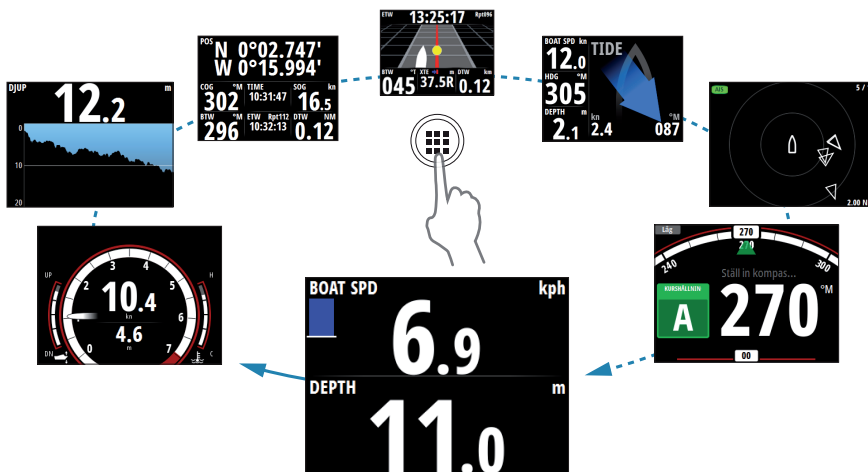 ETW 13:25:17 Rpt896
BTW °T XTE m DTW km
045 37.5R 0.12
POS
N 0°02.747'
W 0°15.994'
COG °M TIME SOG kn
302 10:31:47 16.5
BTW °M ETW Rpt112 DTW NM
296 10:32:13 0.12
BOAT SPD kn
12.0
HDG °M
305
DEPTH m
2.1
TIDE
kn °M
2.4 087
DJUP m
12.2
0
10
20
AIS 5 /
2.00 N
UP
DN
0
2
3
4
5
6
7
10.4
kn
4.6
m
H
C
Låg
270
240 300
Ställ in kompas...
KURSHÅLLNIN
A
270 °M
00
BOAT SPD kph
6.9
DEPTH m
11.0